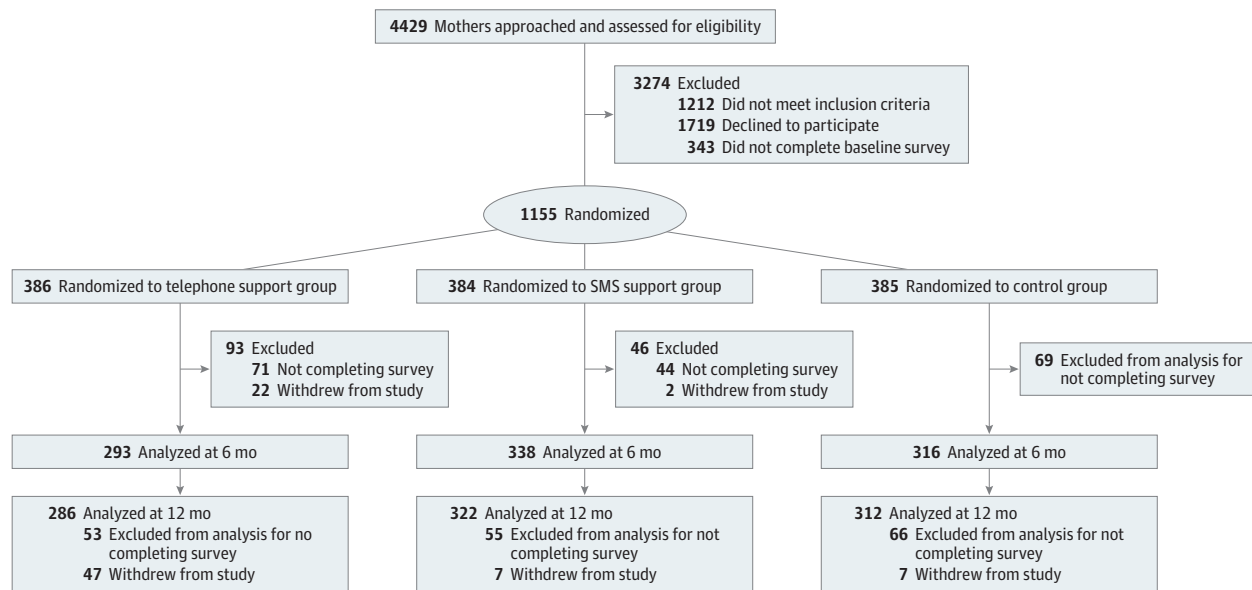 4429 Mothers approached and assessed for eligibility
3274 Excluded
1212 Did not meet inclusion criteria
1719 Declined to participate
343 Did not complete baseline survey
1155 Randomized
386 Randomized to telephone support group
384 Randomized to SMS support group
385 Randomized to control group
93 Excluded
71 Not completing survey
22 Withdrew from study
46 Excluded
44 Not completing survey
2 Withdrew from study
69 Excluded from analysis for
not completing survey
293 Analyzed at 6 mo
338 Analyzed at 6 mo
316 Analyzed at 6 mo
286 Analyzed at 12 mo
53 Excluded from analysis for no
completing survey
47 Withdrew from study
322 Analyzed at 12 mo
55 Excluded from analysis for not
completing survey
7 Withdrew from study
312 Analyzed at 12 mo
66 Excluded from analysis for not
completing survey
7 Withdrew from study